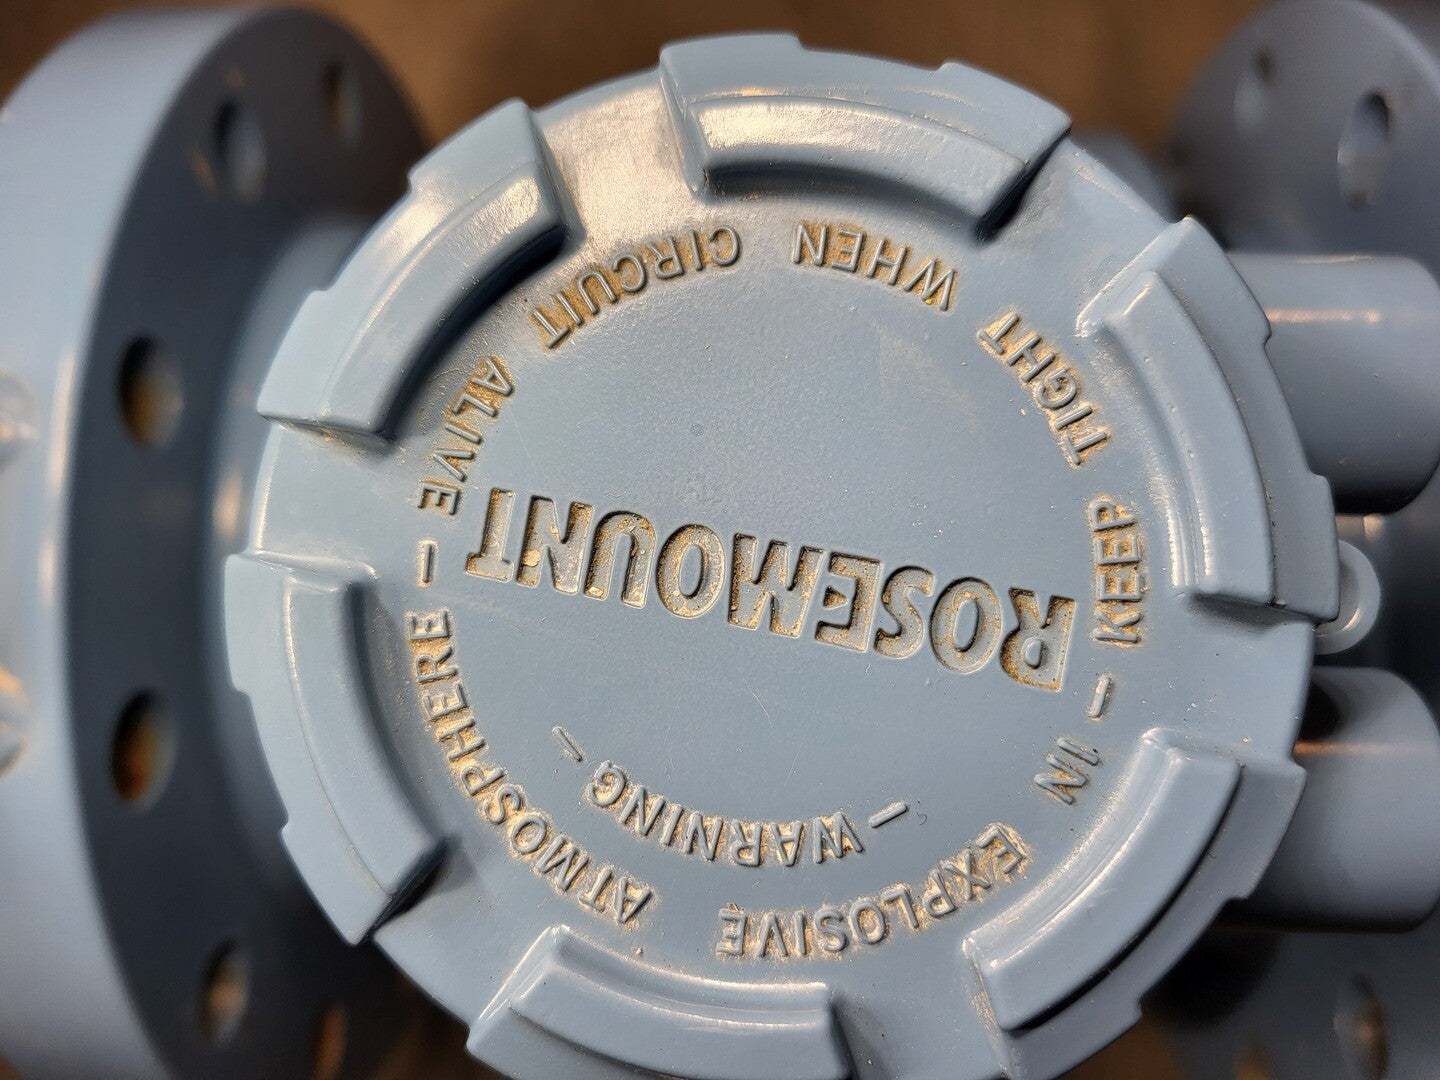 – WARNING –
IN EXPLOSIVE ATMOSPHERE
ROSEMOUNT
– KEEP TIGHT WHEN CIRCUIT ALIVE –